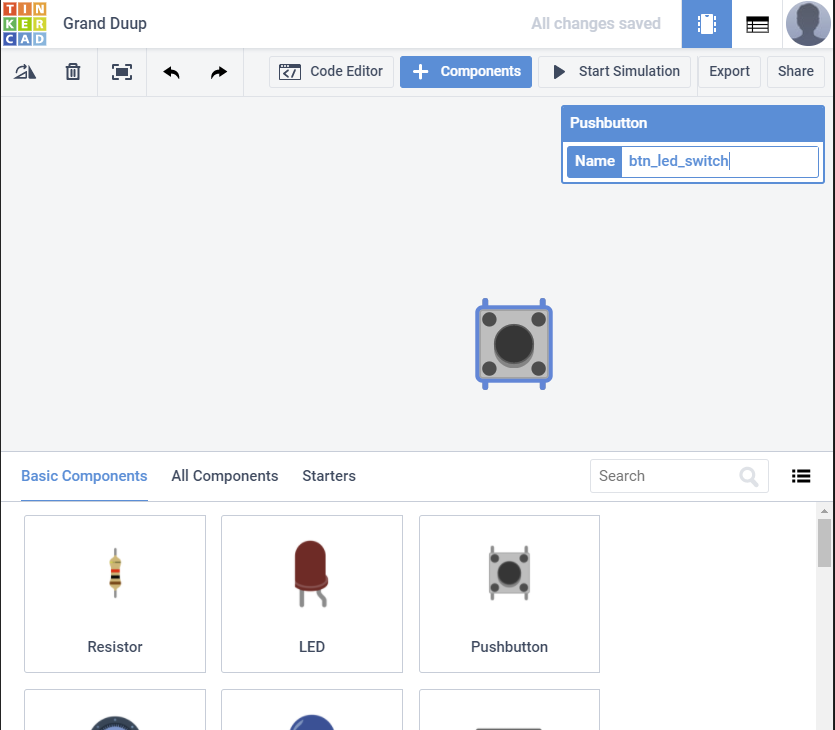 TIN
KER
CAD
Grand Duup
All changes saved
Code Editor
Components
Start Simulation
Export
Share
Pushbutton
Name
btn_led_switch
Basic Components
All Components
Starters
Search
Resistor
LED
Pushbutton